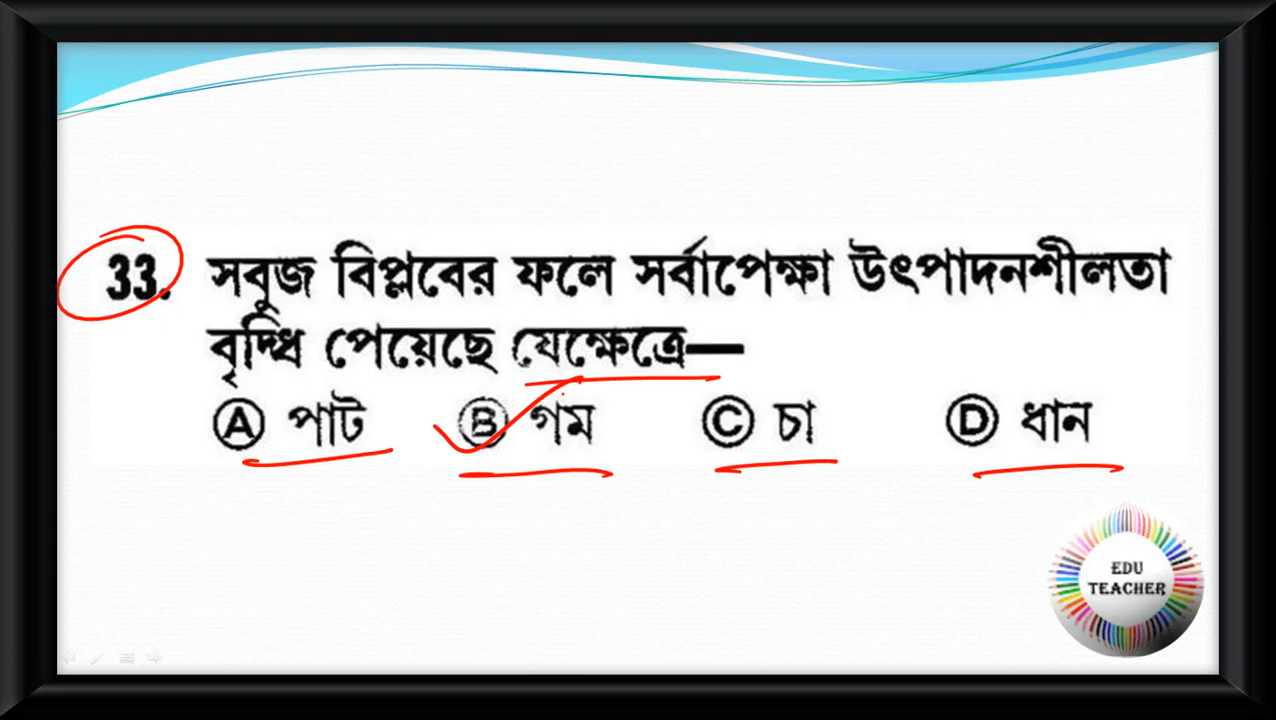 33. সবুজ বিপ্লবের ফলে সর্বাপেক্ষা উৎপাদনশীলতা
বৃদ্ধি পেয়েছে যেক্ষেত্রে—
Ⓐ পাট Ⓑ গম Ⓒ চা Ⓓ ধান
EDU
TEACHER